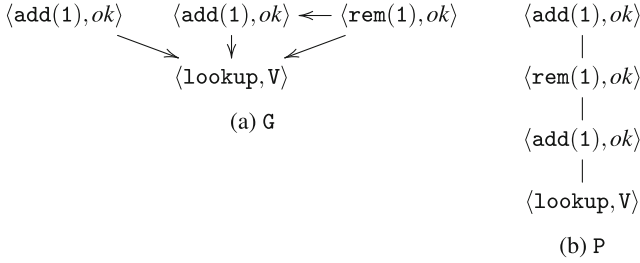 ⟨add(1), ok⟩ ⟨add(1), ok⟩ ⟨rem(1), ok⟩
⟨lookup, V⟩
(a) G
⟨add(1), ok⟩
⟨rem(1), ok⟩
⟨add(1), ok⟩
⟨lookup, V⟩
(b) P